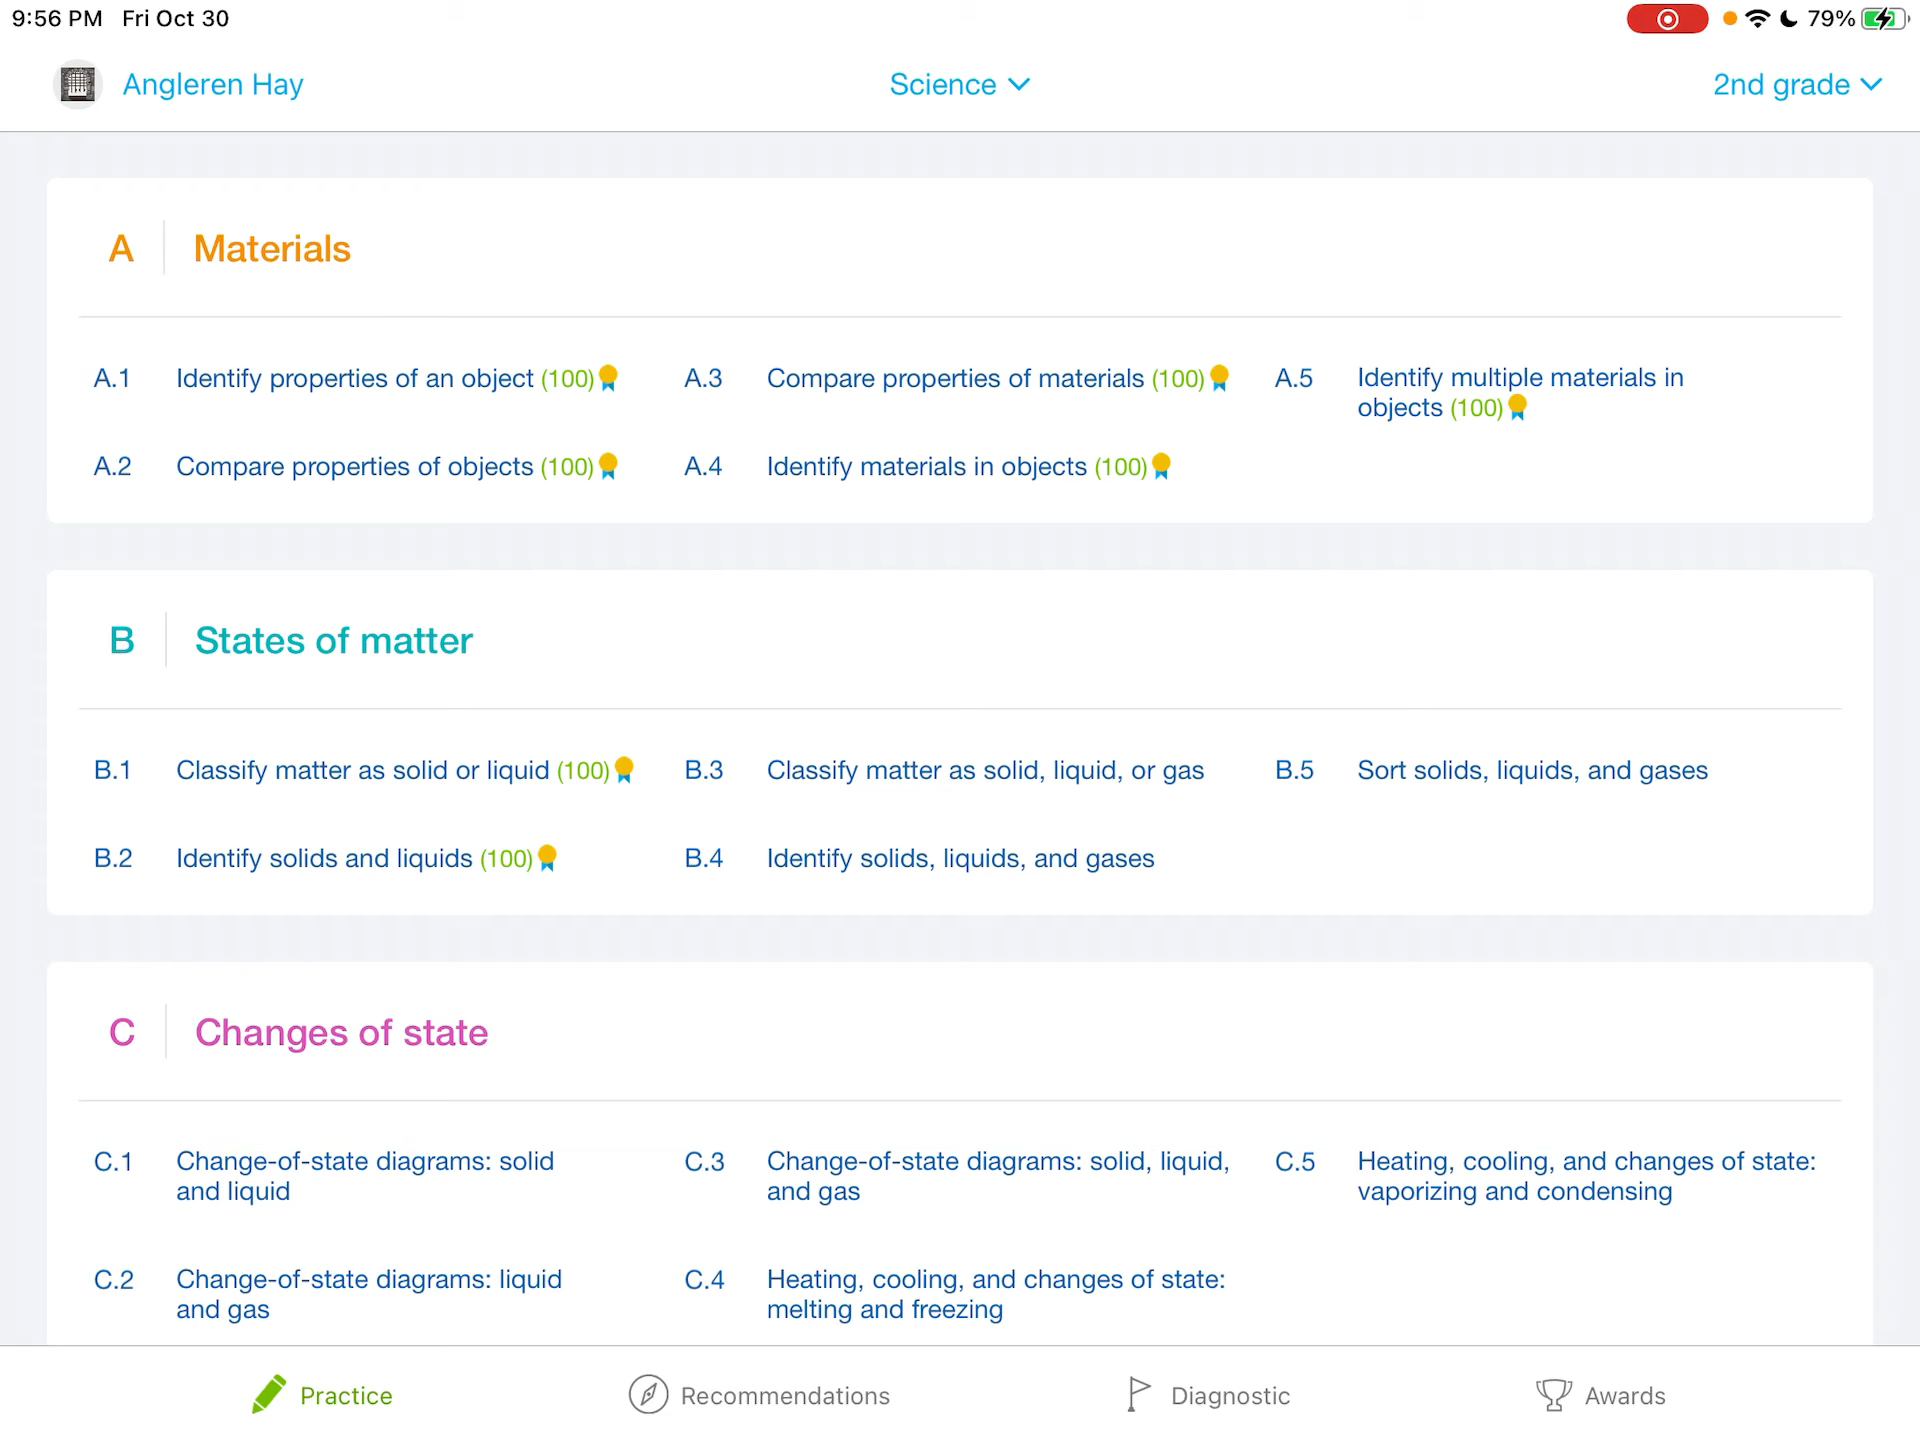 9:56 PM Fri Oct 30
79%
Angleren Hay
Science
2nd grade
A Materials
A.1 Identify properties of an object (100)
A.2 Compare properties of objects (100)
A.3 Compare properties of materials (100)
A.4 Identify materials in objects (100)
A.5 Identify multiple materials in
objects (100)
B States of matter
B.1 Classify matter as solid or liquid (100)
B.2 Identify solids and liquids (100)
B.3 Classify matter as solid, liquid, or gas
B.4 Identify solids, liquids, and gases
B.5 Sort solids, liquids, and gases
C Changes of state
C.1 Change-of-state diagrams: solid
and liquid
C.2 Change-of-state diagrams: liquid
and gas
C.3 Change-of-state diagrams: solid, liquid,
and gas
C.4 Heating, cooling, and changes of state:
melting and freezing
C.5 Heating, cooling, and changes of state:
vaporizing and condensing
Practice
Recommendations
Diagnostic
Awards